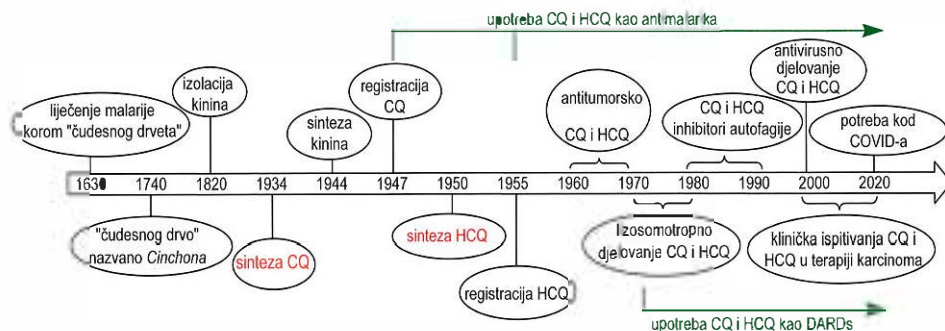 upotreba CQ i HCQ kao antimalarika
liječenje malarije
korom "čudesnog drveta"
izolacija
kinina
sinteza
kinina
registracija
CQ
antitumorsko
CQ i HCQ
CQ i HCQ
inhibitori autofagije
antivirusno
djelovanje
CQ i HCQ
potreba kod
COVID-a
1630 1740 1820 1934 1944 1947 1950 1955 1960 1970 1980 1990 2000 2020
"čudesnog drvo"
nazvano Cinchona
sinteza CQ
sinteza HCQ
registracija HCQ
lizosomotropno
djelovanje CQ i HCQ
klinička ispitivanja CQ i
HCQ u terapiji karcinoma
upotreba CQ i HCQ kao DARDs